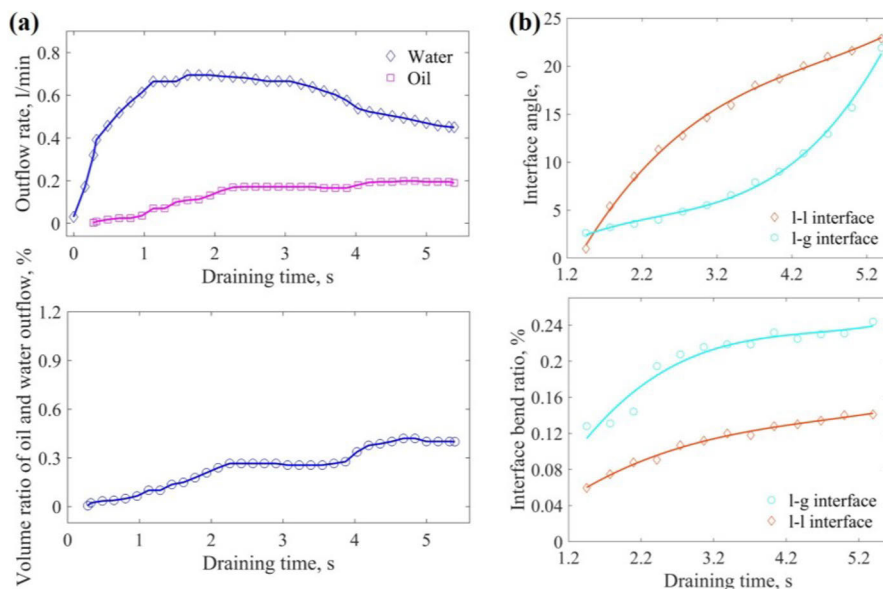 (a)
Outflow rate, l/min
0.8
0.6
0.4
0.2
0
Water
Oil
0 1 2 3 4 5
Draining time, s
Volume ratio of oil and water outflow, %
1.2
0.9
0.6
0.3
0
0 1 2 3 4 5
Draining time, s
(b)
Interface angle, 0
25
20
15
10
5
0
l-l interface
l-g interface
1.2 2.2 3.2 4.2 5.2
Draining time, s
Interface bend ratio, %
0.24
0.2
0.16
0.12
0.08
0.04
0
l-g interface
l-l interface
1.2 2.2 3.2 4.2 5.2
Draining time, s